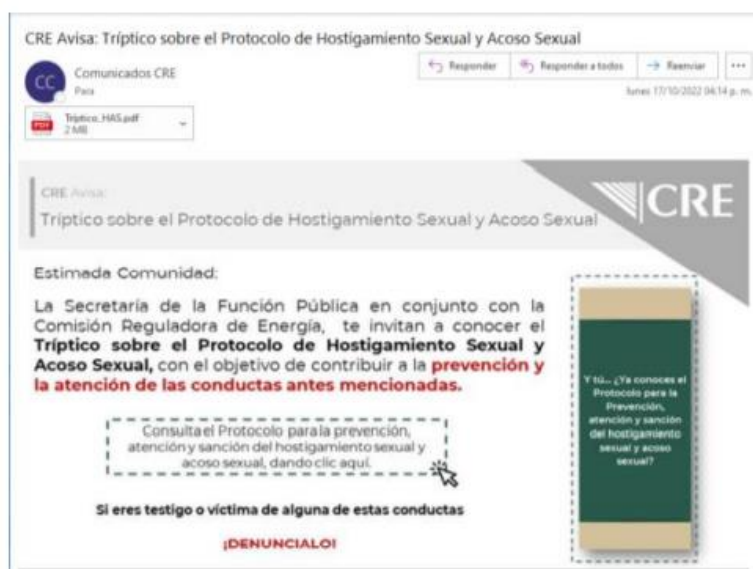 CRE Avisa: Tríptico sobre el Protocolo de Hostigamiento Sexual y Acoso Sexual
Responder
Responder a todos
Reenviar
CC
Comunicados CRE
Para
lunes 17/10/2022 04:14 p. m.
PDF
Triptico_HAS.pdf
2 MB
CRE Avisa:
Tríptico sobre el Protocolo de Hostigamiento Sexual y Acoso Sexual
CRE
Estimada Comunidad:
La Secretaría de la Función Pública en conjunto con la
Comisión Reguladora de Energía, te invitan a conocer el
Tríptico sobre el Protocolo de Hostigamiento Sexual y
Acoso Sexual, con el objetivo de contribuir a la prevención y
la atención de las conductas antes mencionadas.
Consulta el Protocolo para la prevención,
atención y sanción del hostigamiento sexual y
acoso sexual, dando clic aquí.
Si eres testigo o víctima de alguna de estas conductas
¡DENUNCIALO!
Y tú... ¿Ya conoces el
Protocolo para la
Prevención,
atención y sanción
del hostigamiento
sexual y acoso
sexual?